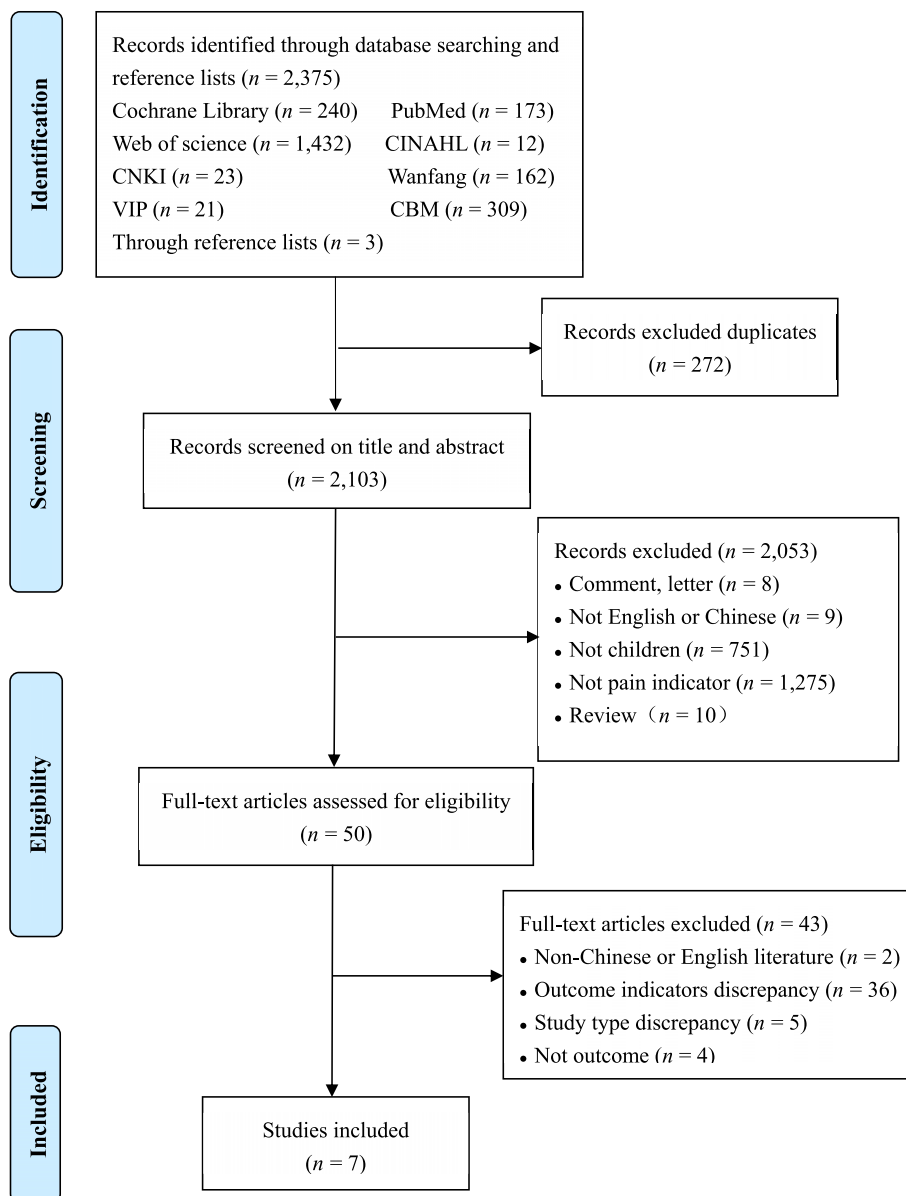 Identification
Records identified through database searching and
reference lists (n = 2,375)
Cochrane Library (n = 240) PubMed (n = 173)
Web of science (n = 1,432) CINAHL (n = 12)
CNKI (n = 23) Wanfang (n = 162)
VIP (n = 21) CBM (n = 309)
Through reference lists (n = 3)
Screening
Records excluded duplicates
(n = 272)
Records screened on title and abstract
(n = 2,103)
Records excluded (n = 2,053)
• Comment, letter (n = 8)
• Not English or Chinese (n = 9)
• Not children (n = 751)
• Not pain indicator (n = 1,275)
• Review（n = 10）
Eligibility
Full-text articles assessed for eligibility
(n = 50)
Full-text articles excluded (n = 43)
• Non-Chinese or English literature (n = 2)
• Outcome indicators discrepancy (n = 36)
• Study type discrepancy (n = 5)
• Not outcome (n = 4)
Included
Studies included
(n = 7)